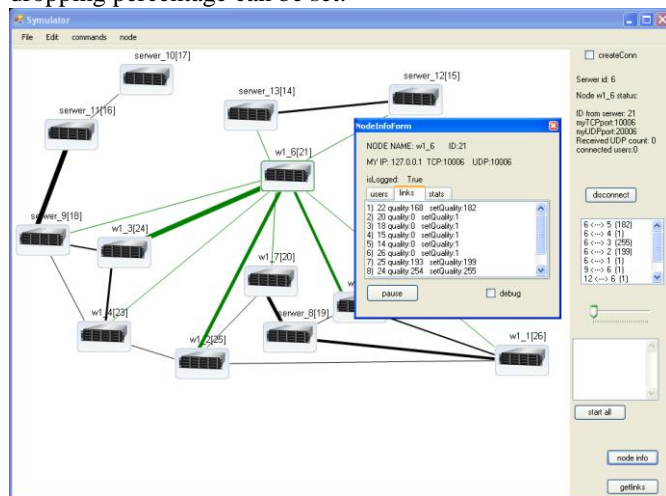 dropping percentage can be set.
Symulator
File Edit commands node
serwer_10[17]
serwer_11[16]
serwer_13[14]
serwer_12[15]
w1_6[21]
serwer_9[18]
w1_3[24]
w1_7[20]
w1_4[23]
serwer_8[19]
w1_2[25]
w1_1[26]
NodeInfoForm
NODE NAME: w1_6 ID:21
MY IP: 127.0.0.1 TCP:10006 UDP:10006
isLogged True
users links stats
1) 22 quality:168 setQuality:182
2) 20 quality:0 setQuality:1
3) 18 quality:0 setQuality:1
4) 15 quality:0 setQuality:1
5) 14 quality:0 setQuality:1
6) 26 quality:0 setQuality:1
7) 25 quality:193 setQuality:199
8) 24 quality:254 setQuality:255
pause
debug
createConn
Serwer id: 6
Node w1_6 status:
ID from serwer: 21
myTCPport:10006
myUDPport:20006
Received UDP count: 0
connected users:0
disconnect
6 <---> 5 (182)
6 <---> 4 (1)
6 <---> 3 (255)
6 <---> 2 (199)
6 <---> 1 (1)
9 <---> 6 (1)
12 <---> 6 (1)
start all
node info
getlinks